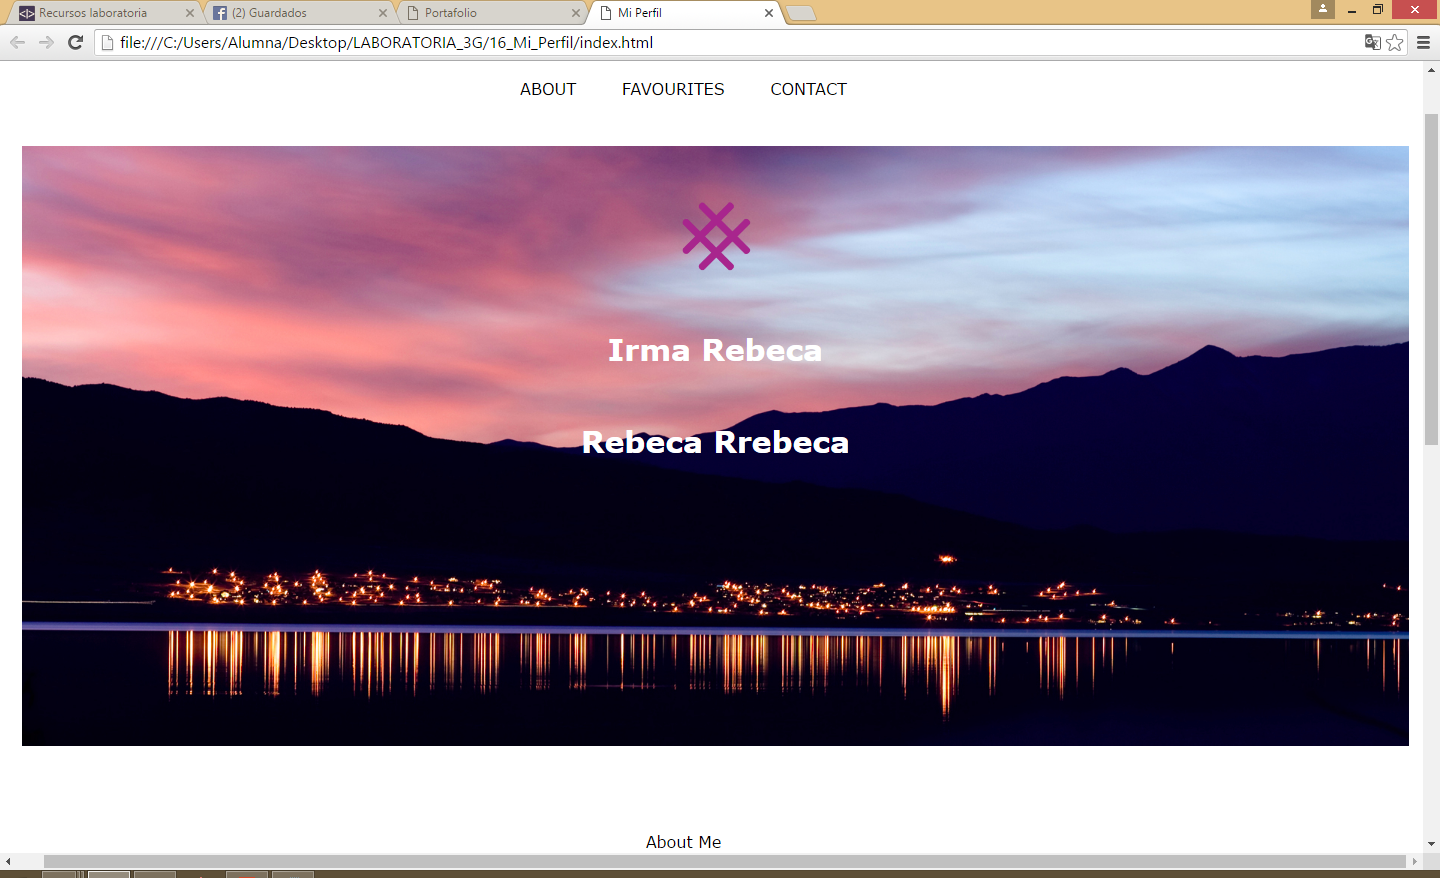 Recursos laboratoria
(2) Guardados
Portafolio
Mi Perfil
file:///C:/Users/Alumna/Desktop/LABORATORIA_3G/16_Mi_Perfil/index.html
ABOUT FAVOURITES CONTACT
Irma Rebeca
Rebeca Rrebeca
About Me